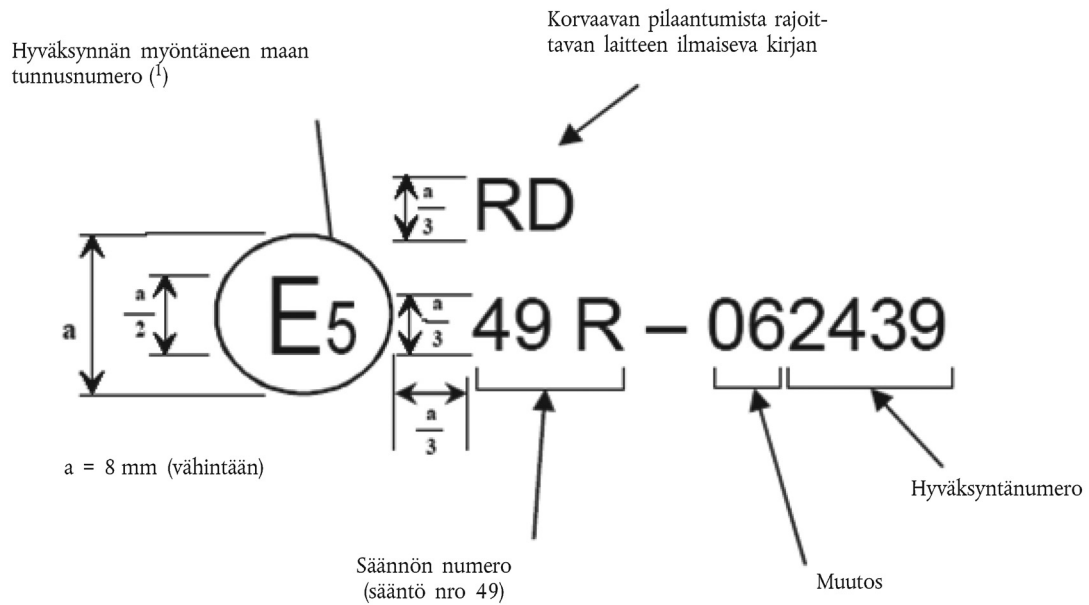 Korvaavan pilaantumista rajoit-
tavan laitteen ilmaiseva kirjan
Hyväksynnän myöntäneen maan
tunnusnumero (¹)
a
3
RD
a
a
2
E5
a
3
49 R – 062439
a
3
a = 8 mm (vähintään)
Hyväksyntänumero
Säännön numero
(sääntö nro 49)
Muutos